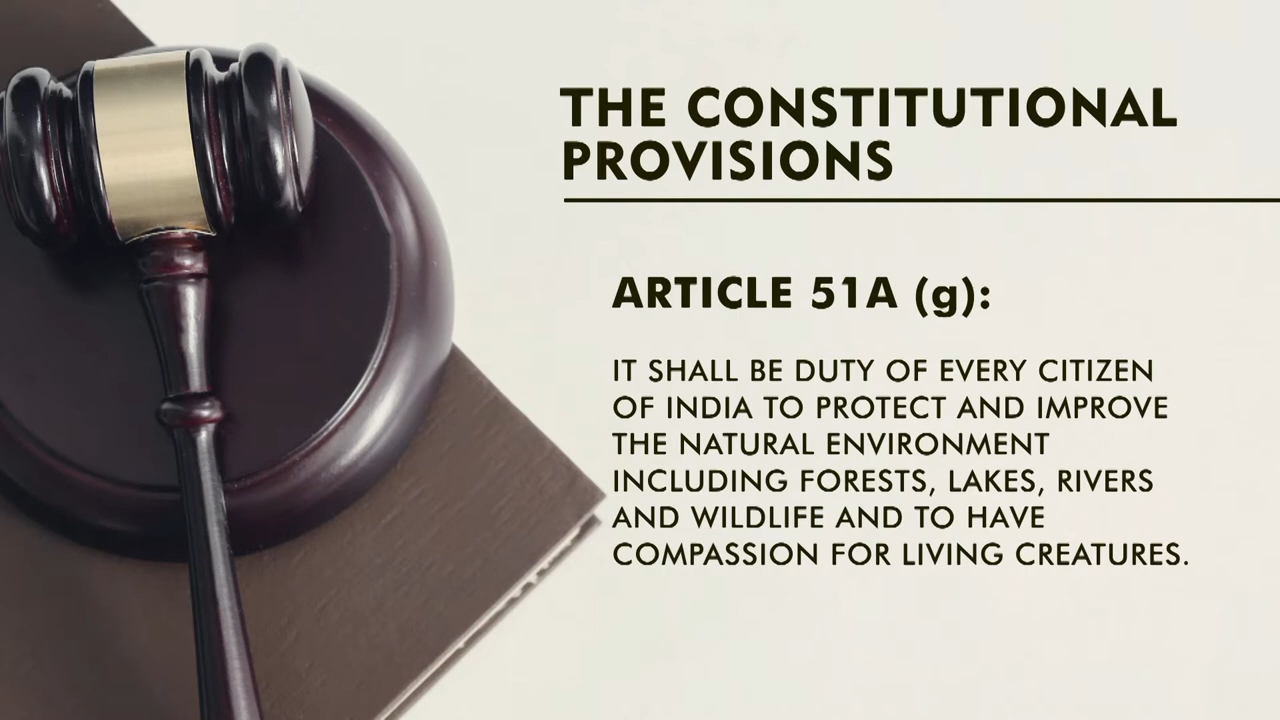 THE CONSTITUTIONAL
PROVISIONS
ARTICLE 51A (g):
IT SHALL BE DUTY OF EVERY CITIZEN
OF INDIA TO PROTECT AND IMPROVE
THE NATURAL ENVIRONMENT
INCLUDING FORESTS, LAKES, RIVERS
AND WILDLIFE AND TO HAVE
COMPASSION FOR LIVING CREATURES.